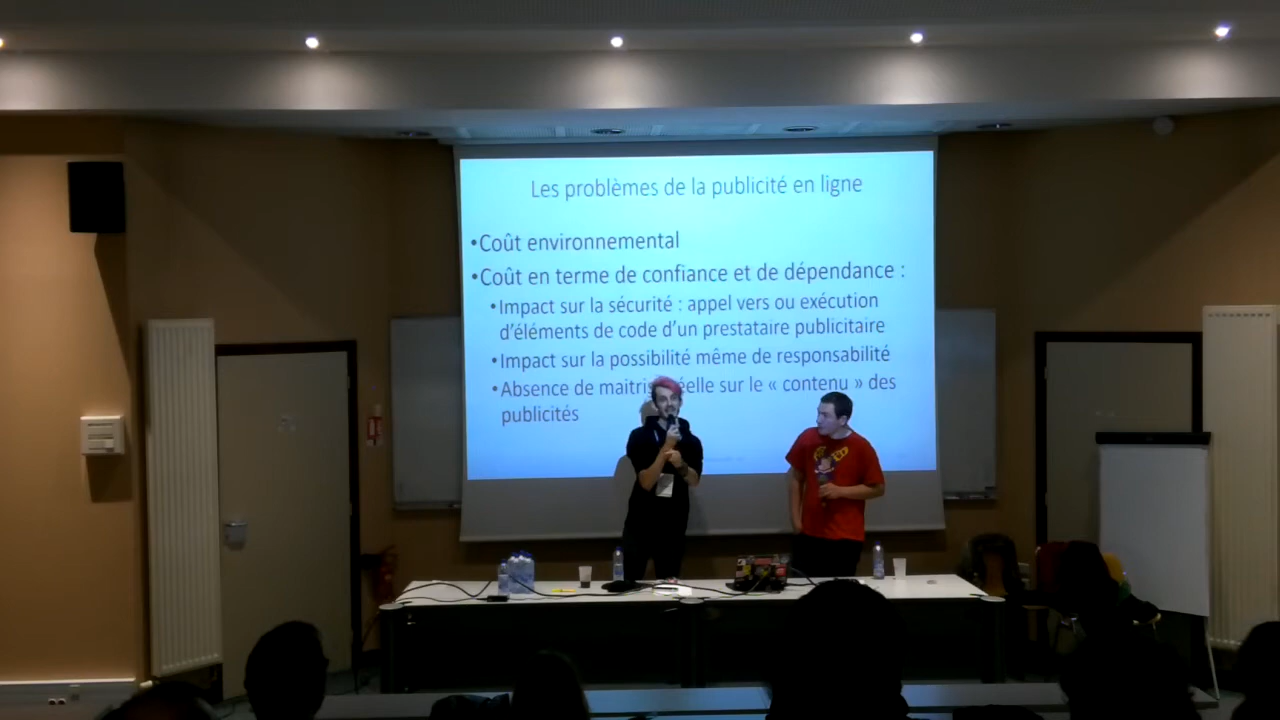 Les problèmes de la publicité en ligne
•Coût environnemental
•Coût en terme de confiance et de dépendance :
•Impact sur la sécurité : appel vers ou exécution
d'éléments de code d'un prestataire publicitaire
•Impact sur la possibilité même de responsabilité
•Absence de maitris éelle sur le « contenu » des
publicités